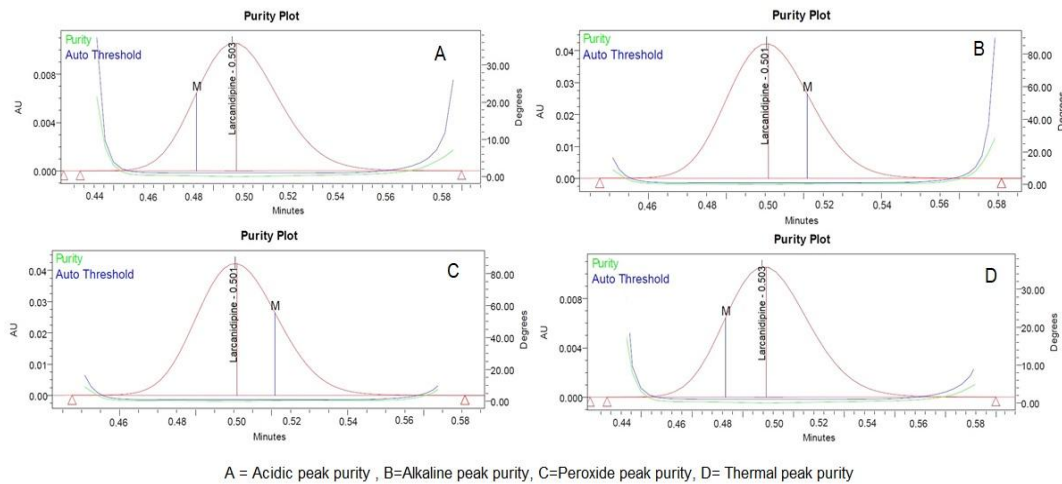 Purity Plot
Purity
Auto Threshold
A
M
Larcanidipine - 0.503
AU
0.008
0.004
0.000
Degrees
30.00
20.00
10.00
0.00
0.44 0.46 0.48 0.50 0.52 0.54 0.56 0.58
Minutes
Purity Plot
Purity
Auto Threshold
B
M
Larcanidipine - 0.501
AU
0.04
0.03
0.02
0.01
0.00
Degrees
80.00
60.00
40.00
20.00
0.00
0.46 0.48 0.50 0.52 0.54 0.56 0.58
Minutes
Purity Plot
Purity
Auto Threshold
C
M
Larcanidipine - 0.501
AU
0.04
0.03
0.02
0.01
0.00
Degrees
80.00
60.00
40.00
20.00
0.00
0.46 0.48 0.50 0.52 0.54 0.56 0.58
Minutes
Purity Plot
Purity
Auto Threshold
D
M
Larcanidipine - 0.503
AU
0.008
0.004
0.000
Degrees
30.00
20.00
10.00
0.00
0.44 0.46 0.48 0.50 0.52 0.54 0.56 0.58
Minutes
A = Acidic peak purity , B=Alkaline peak purity, C=Peroxide peak purity, D= Thermal peak purity